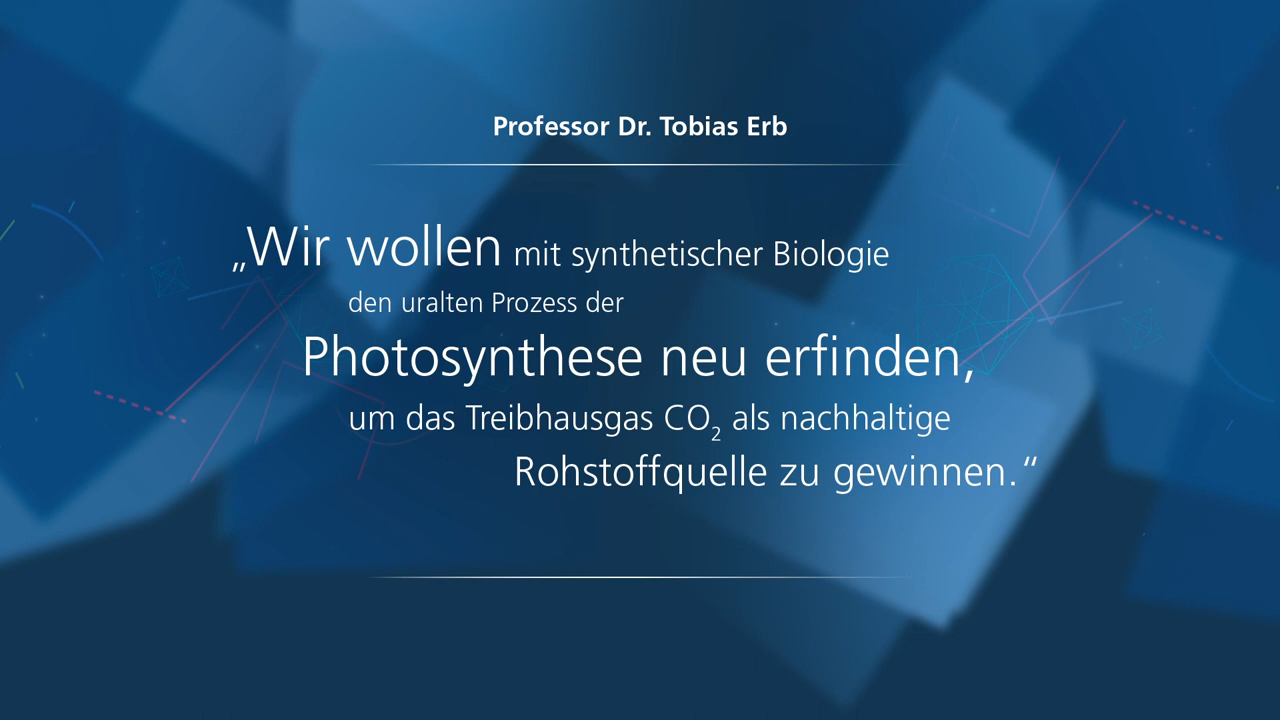 Professor Dr. Tobias Erb
„Wir wollen mit synthetischer Biologie
den uralten Prozess der
Photosynthese neu erfinden,
um das Treibhausgas CO₂ als nachhaltige
Rohstoffquelle zu gewinnen.“